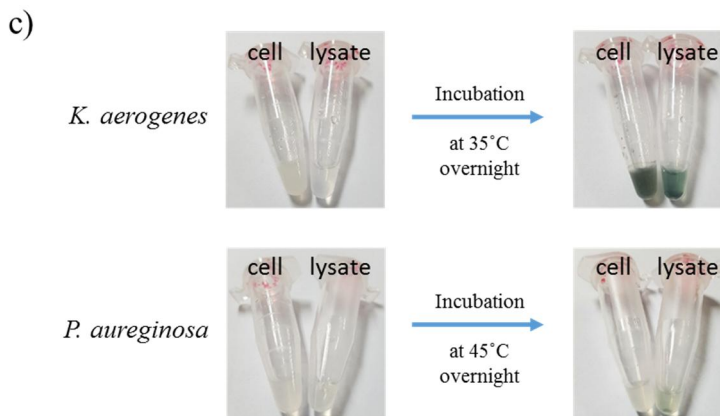 c)
cell lysate
cell lysate
K. aerogenes
Incubation
at 35˚C
overnight
cell lysate
cell lysate
P. aureginosa
Incubation
at 45˚C
overnight